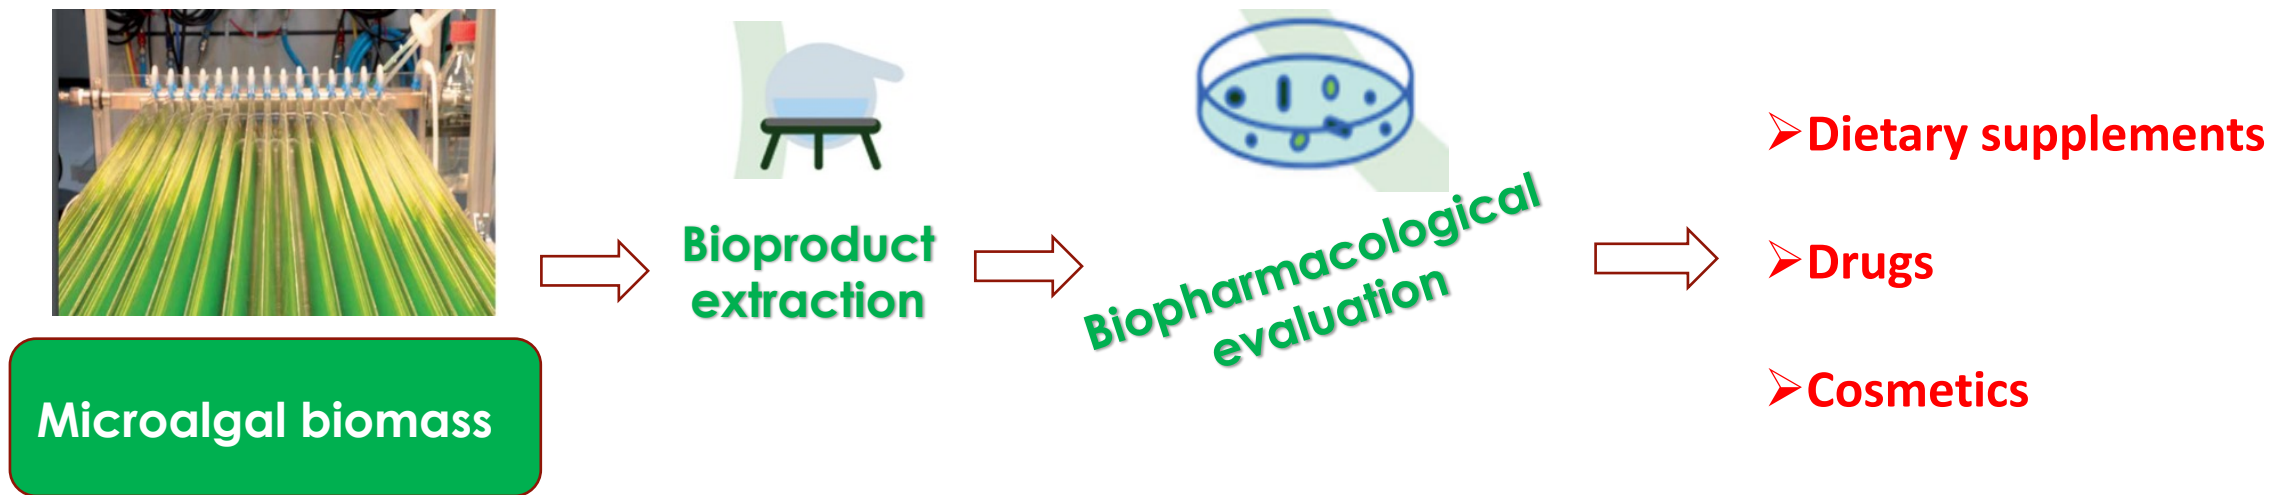 Microalgal biomass
Bioproduct
extraction
Biopharmacological
evaluation
➢Dietary supplements
➢Drugs
➢Cosmetics